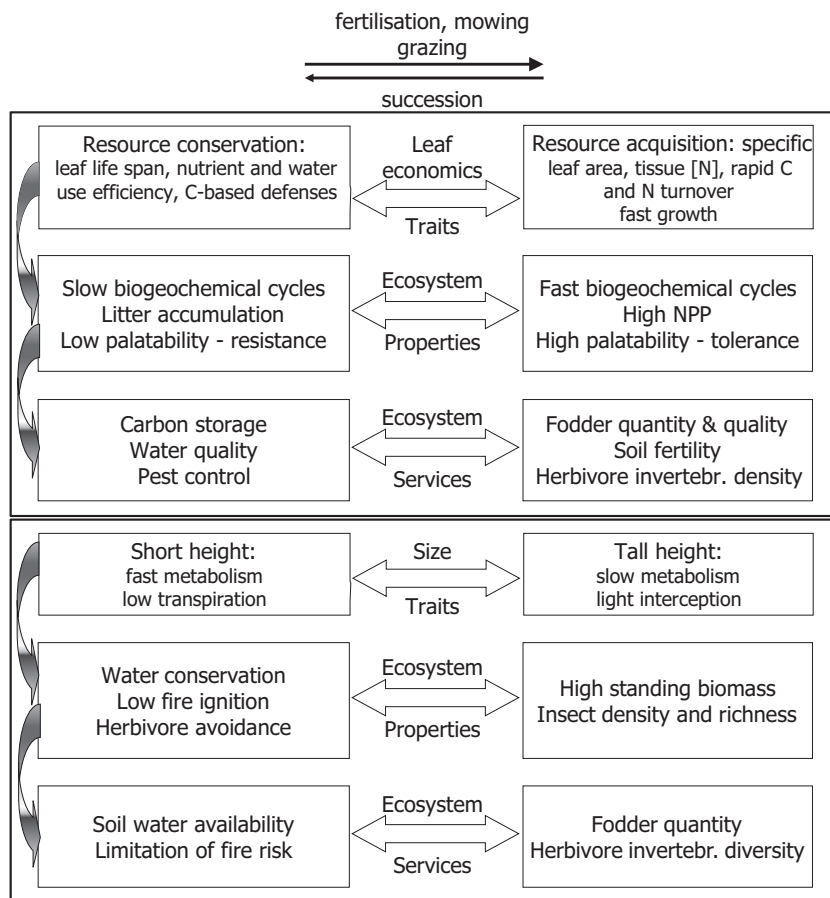 fertilisation, mowing
grazing
succession
Resource conservation:
leaf life span, nutrient and water
use efficiency, C-based defenses
Leaf
economics
Traits
Resource acquisition: specific
leaf area, tissue [N], rapid C
and N turnover
fast growth
Slow biogeochemical cycles
Litter accumulation
Low palatability - resistance
Ecosystem
Properties
Fast biogeochemical cycles
High NPP
High palatability - tolerance
Carbon storage
Water quality
Pest control
Ecosystem
Services
Fodder quantity & quality
Soil fertility
Herbivore invertebr. density
Short height:
fast metabolism
low transpiration
Size
Traits
Tall height:
slow metabolism
light interception
Water conservation
Low fire ignition
Herbivore avoidance
Ecosystem
Properties
High standing biomass
Insect density and richness
Soil water availability
Limitation of fire risk
Ecosystem
Services
Fodder quantity
Herbivore invertebr. diversity